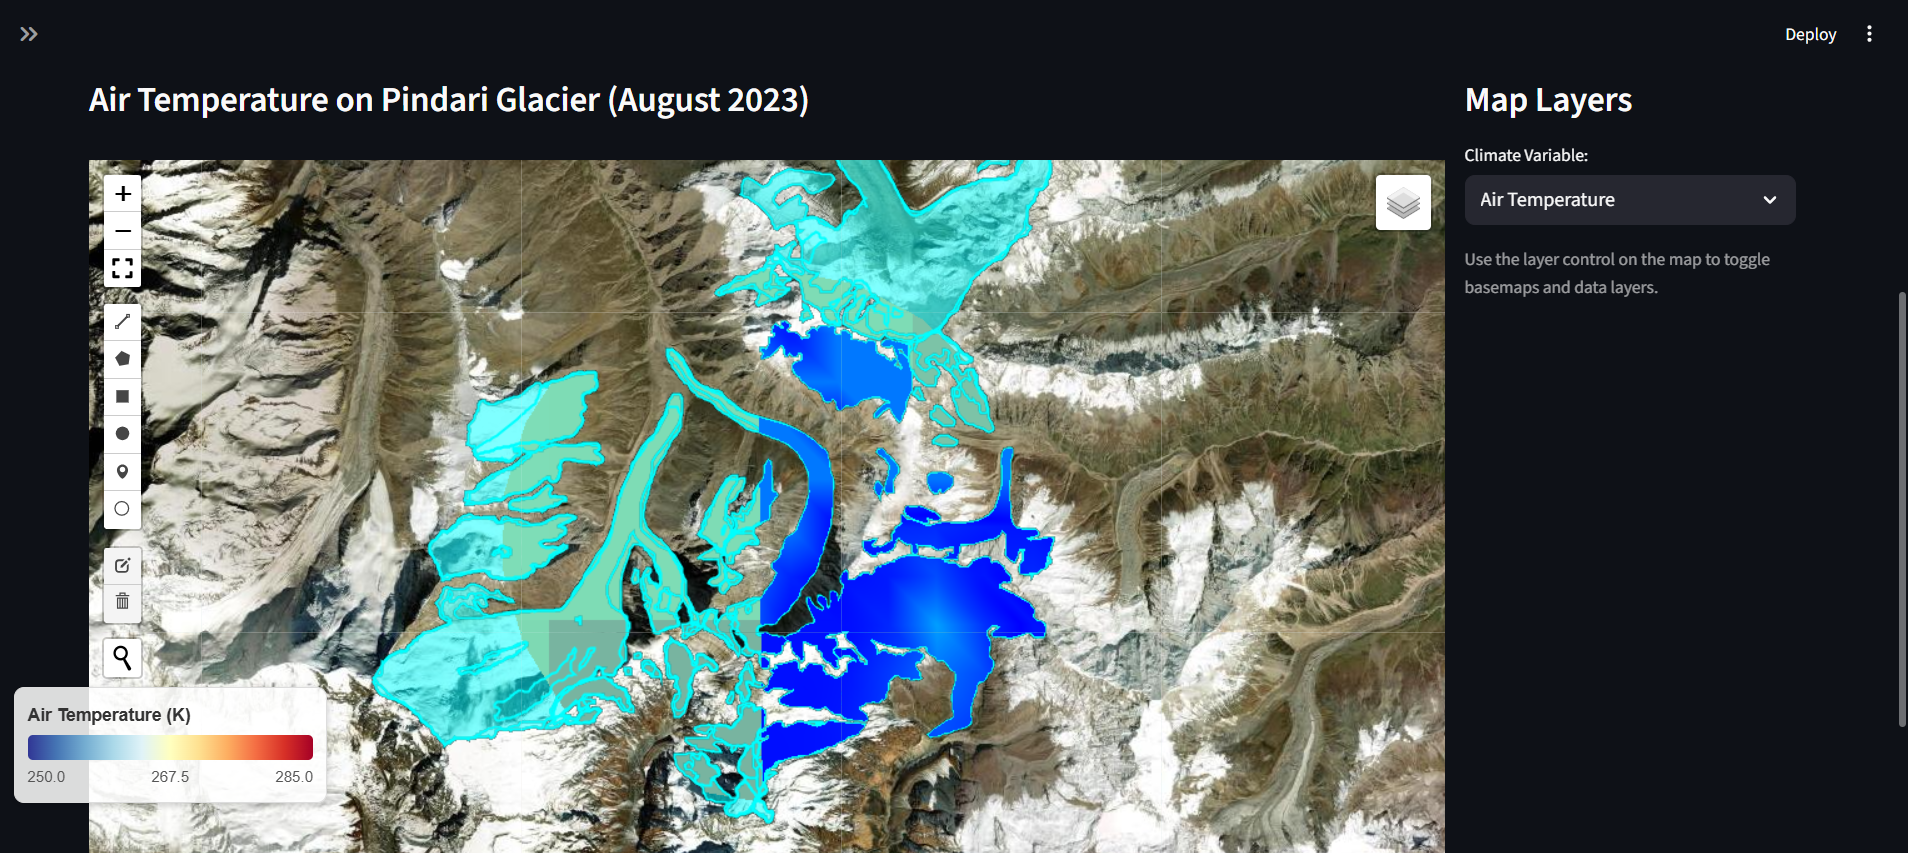 Deploy
Air Temperature on Pindari Glacier (August 2023)
Map Layers
Climate Variable:
Air Temperature
Use the layer control on the map to toggle
basemaps and data layers.
+
−
Air Temperature (K)
250.0 267.5 285.0